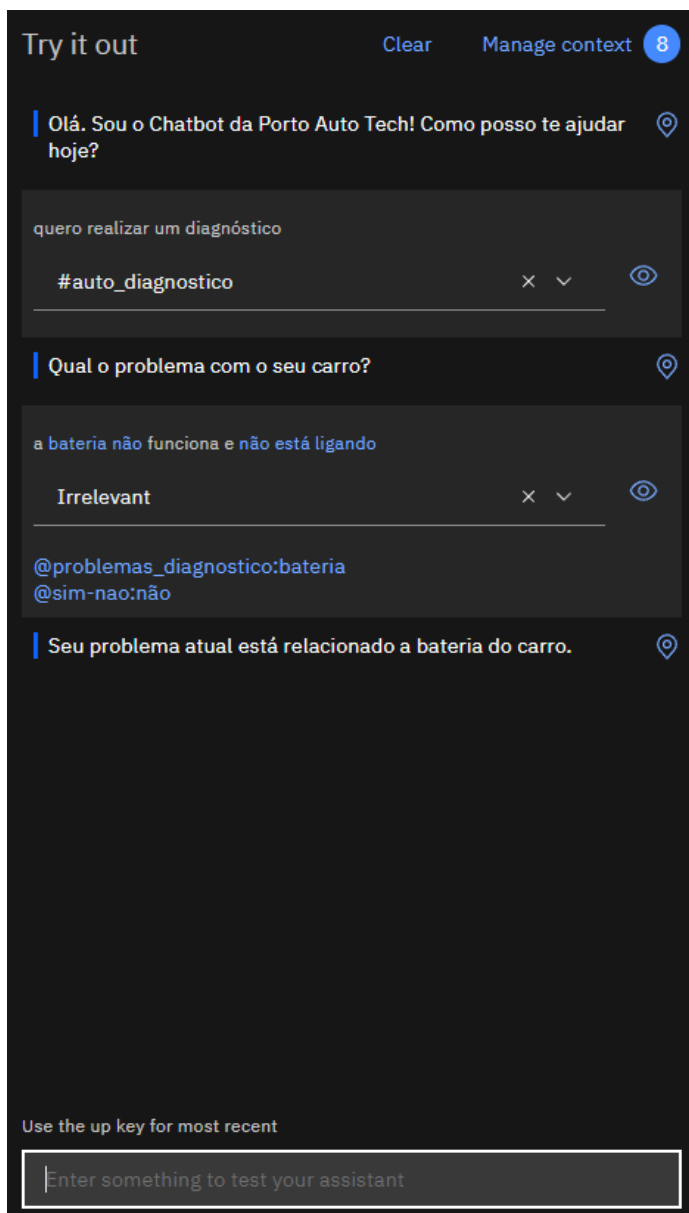 Try it out
Clear
Manage context
8
Olá. Sou o Chatbot da Porto Auto Tech! Como posso te ajudar
hoje?
quero realizar um diagnóstico
#auto_diagnostico
Qual o problema com o seu carro?
a bateria não funciona e não está ligando
Irrelevant
@problemas_diagnostico:bateria
@sim-nao:não
Seu problema atual está relacionado a bateria do carro.
Use the up key for most recent
Enter something to test your assistant